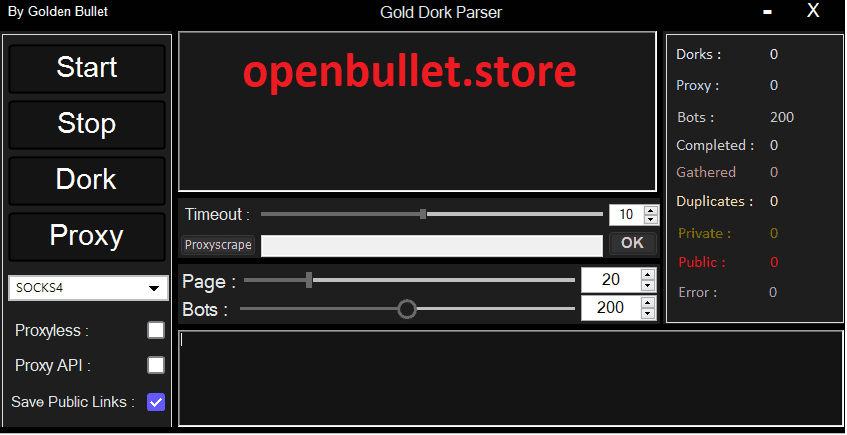 By Golden Bullet
Gold Dork Parser
- X
Start
Stop
Dork
Proxy
SOCKS4
Proxyless :
Proxy API :
Save Public Links :
openbullet.store
Timeout : 10
Proxyscrape OK
Page : 20
Bots : 200
Dorks : 0
Proxy : 0
Bots : 200
Completed : 0
Gathered 0
Duplicates : 0
Private : 0
Public : 0
Error : 0